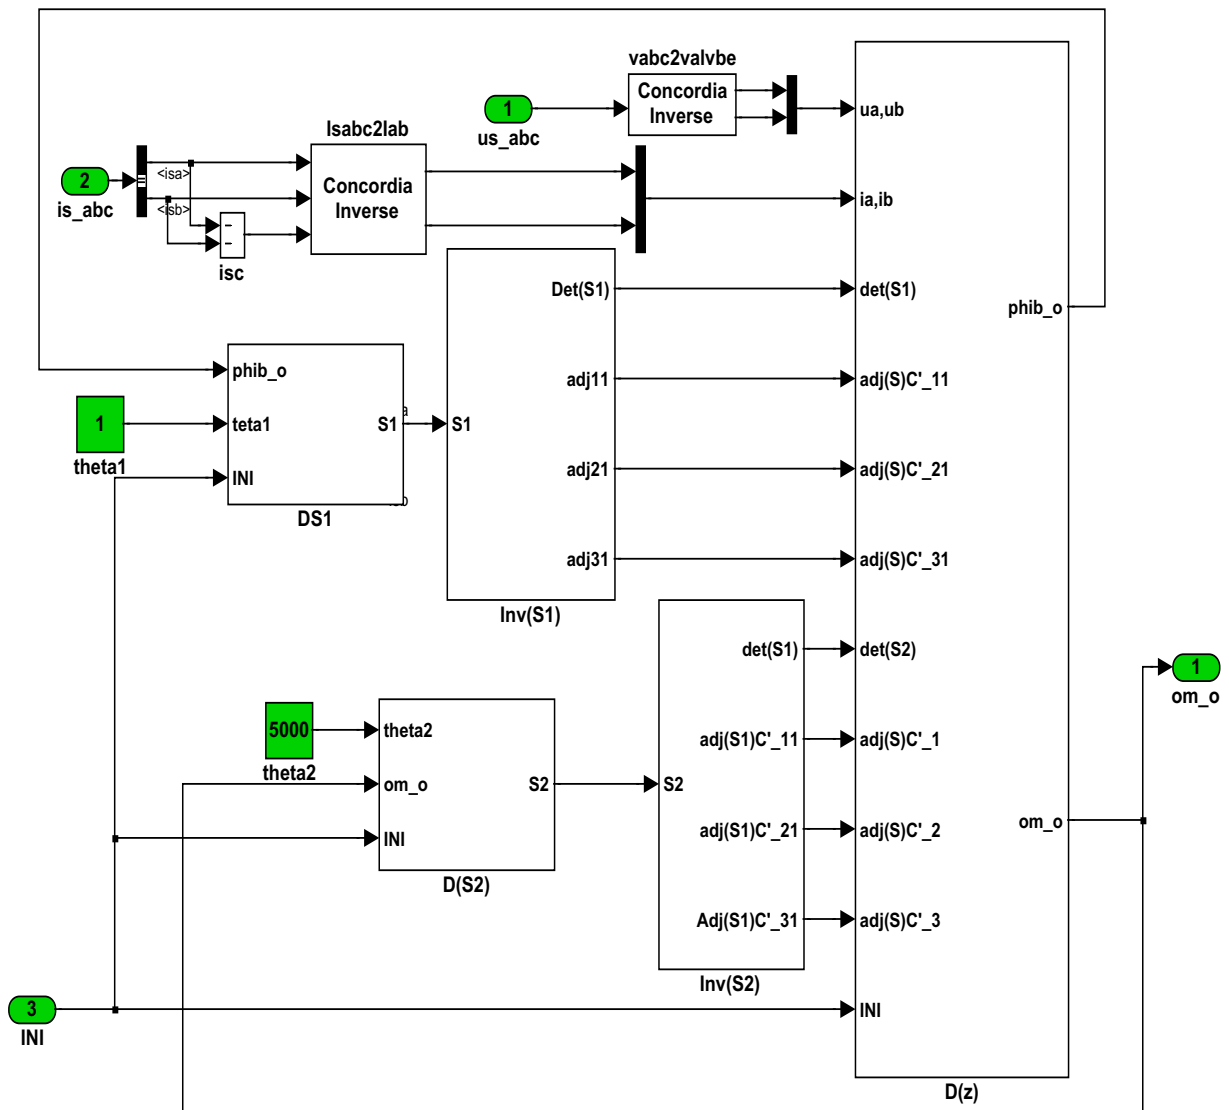 vabc2valvbe
Concordia
Inverse
1
us_abc
ua,ub
Isabc2Iab
Concordia
Inverse
2
is_abc
<isa>
<isb>
isc
ia,ib
Det(S1)
det(S1)
phib_o
phib_o
adj11
adj(S)C'_11
1
theta1
teta1
S1
S1
INI
DS1
adj21
adj(S)C'_21
adj31
adj(S)C'_31
Inv(S1)
det(S1)
det(S2)
1
om_o
5000
theta2
theta2
om_o
S2
S2
INI
D(S2)
adj(S1)C'_11
adj(S)C'_1
adj(S1)C'_21
adj(S)C'_2
om_o
Adj(S1)C'_31
adj(S)C'_3
Inv(S2)
3
INI
INI
D(z)